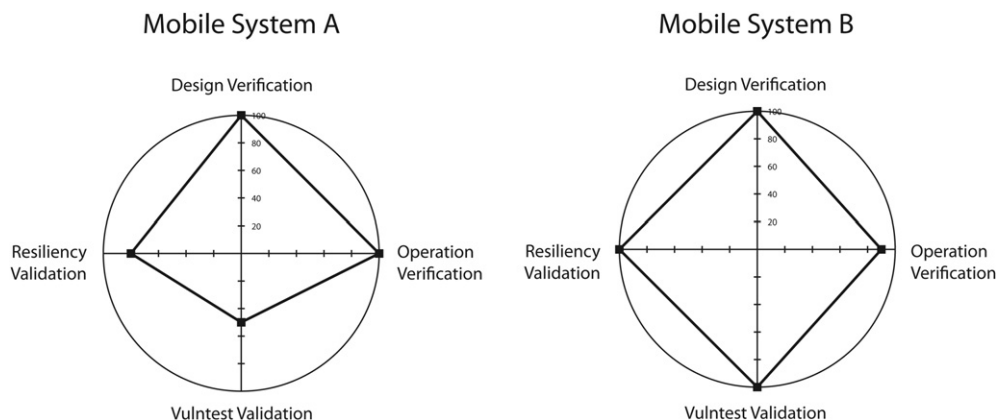 Mobile System A
Design Verification
100
80
60
40
20
Resiliency
Validation
Operation
Verification
Vulntest Validation
Mobile System B
Design Verification
100
80
60
40
20
Resiliency
Validation
Operation
Verification
Vulntest Validation